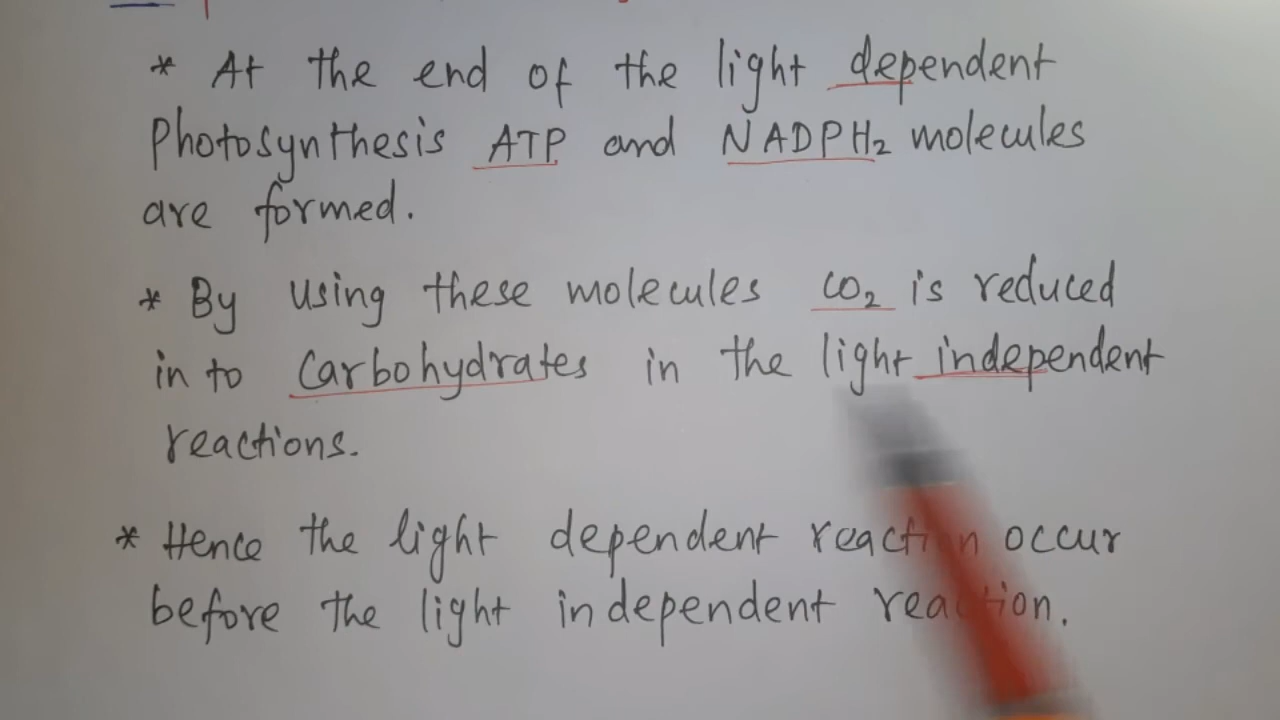 * At the end of the light dependent
photosynthesis ATP and NADPH₂ molecules
are formed.
* By using these molecules CO₂ is reduced
in to carbohydrates in the light independent
reactions.
* Hence the light dependent reaction occur
before the light independent reaction.